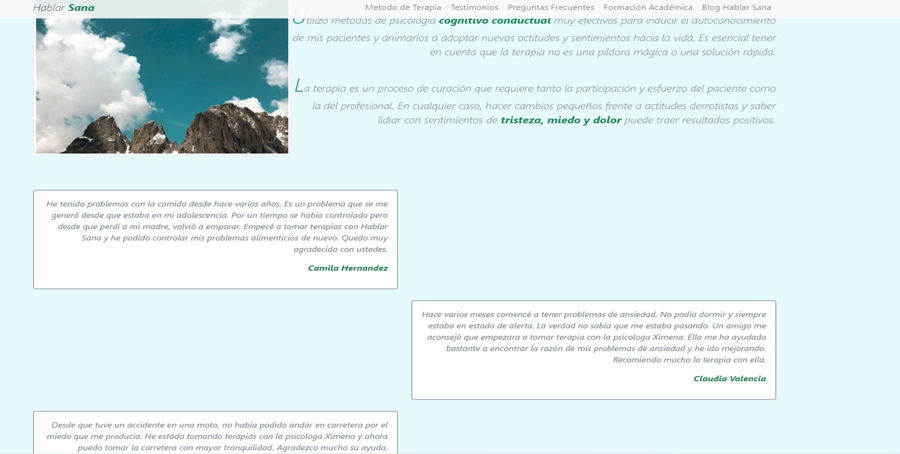 Hablar Sana
Metodo de Terapia Testimonios Preguntas Frecuentes Formación Académica Blog Hablar Sana
Utilizo métodos de psicología cognitivo conductual muy efectivos para inducir el autoconocimiento
de mis pacientes y animarlos a adoptar nuevas actitudes y sentimientos hacia la vida. Es esencial tener
en cuenta que la terapia no es una píldora mágica o una solución rápida.
La terapia es un proceso de curación que requiere tanto la participación y esfuerzo del paciente como
la del profesional. En cualquier caso, hacer cambios pequeños frente a actitudes derrotistas y saber
lidiar con sentimientos de tristeza, miedo y dolor puede traer resultados positivos.
He tenido problemas con la comida desde hace varios años. Es un problema que se me
generó desde que estaba en mi adolescencia. Por un tiempo se había controlado pero
desde que perdí a mi madre, volvió a emporar. Empecé a tomar terapias con Hablar
Sana y he podido controlar mis problemas alimenticios de nuevo. Quedo muy
agradecida con ustedes.
Camila Hernandez
Hace varios meses comencé a tener problemas de ansiedad. No podía dormir y siempre
estaba en estado de alerta. La verdad no sabía que me estaba pasando. Un amigo me
aconsejó que empezara a tomar terapia con la psicologa Ximena. Ella me ha ayudado
bastante a encontrar la razón de mis problemas de ansiedad y he ido mejorando.
Recomiendo mucho la terapia con ella.
Claudia Valencia
Desde que tuve un accidente en una moto, no había podido andar en carretera por el
miedo que me producía. He estado tomando terapias con la psicologa Ximena y ahora
puedo tomar la carretera con mayor tranquilidad. Agradezco mucho su ayuda.